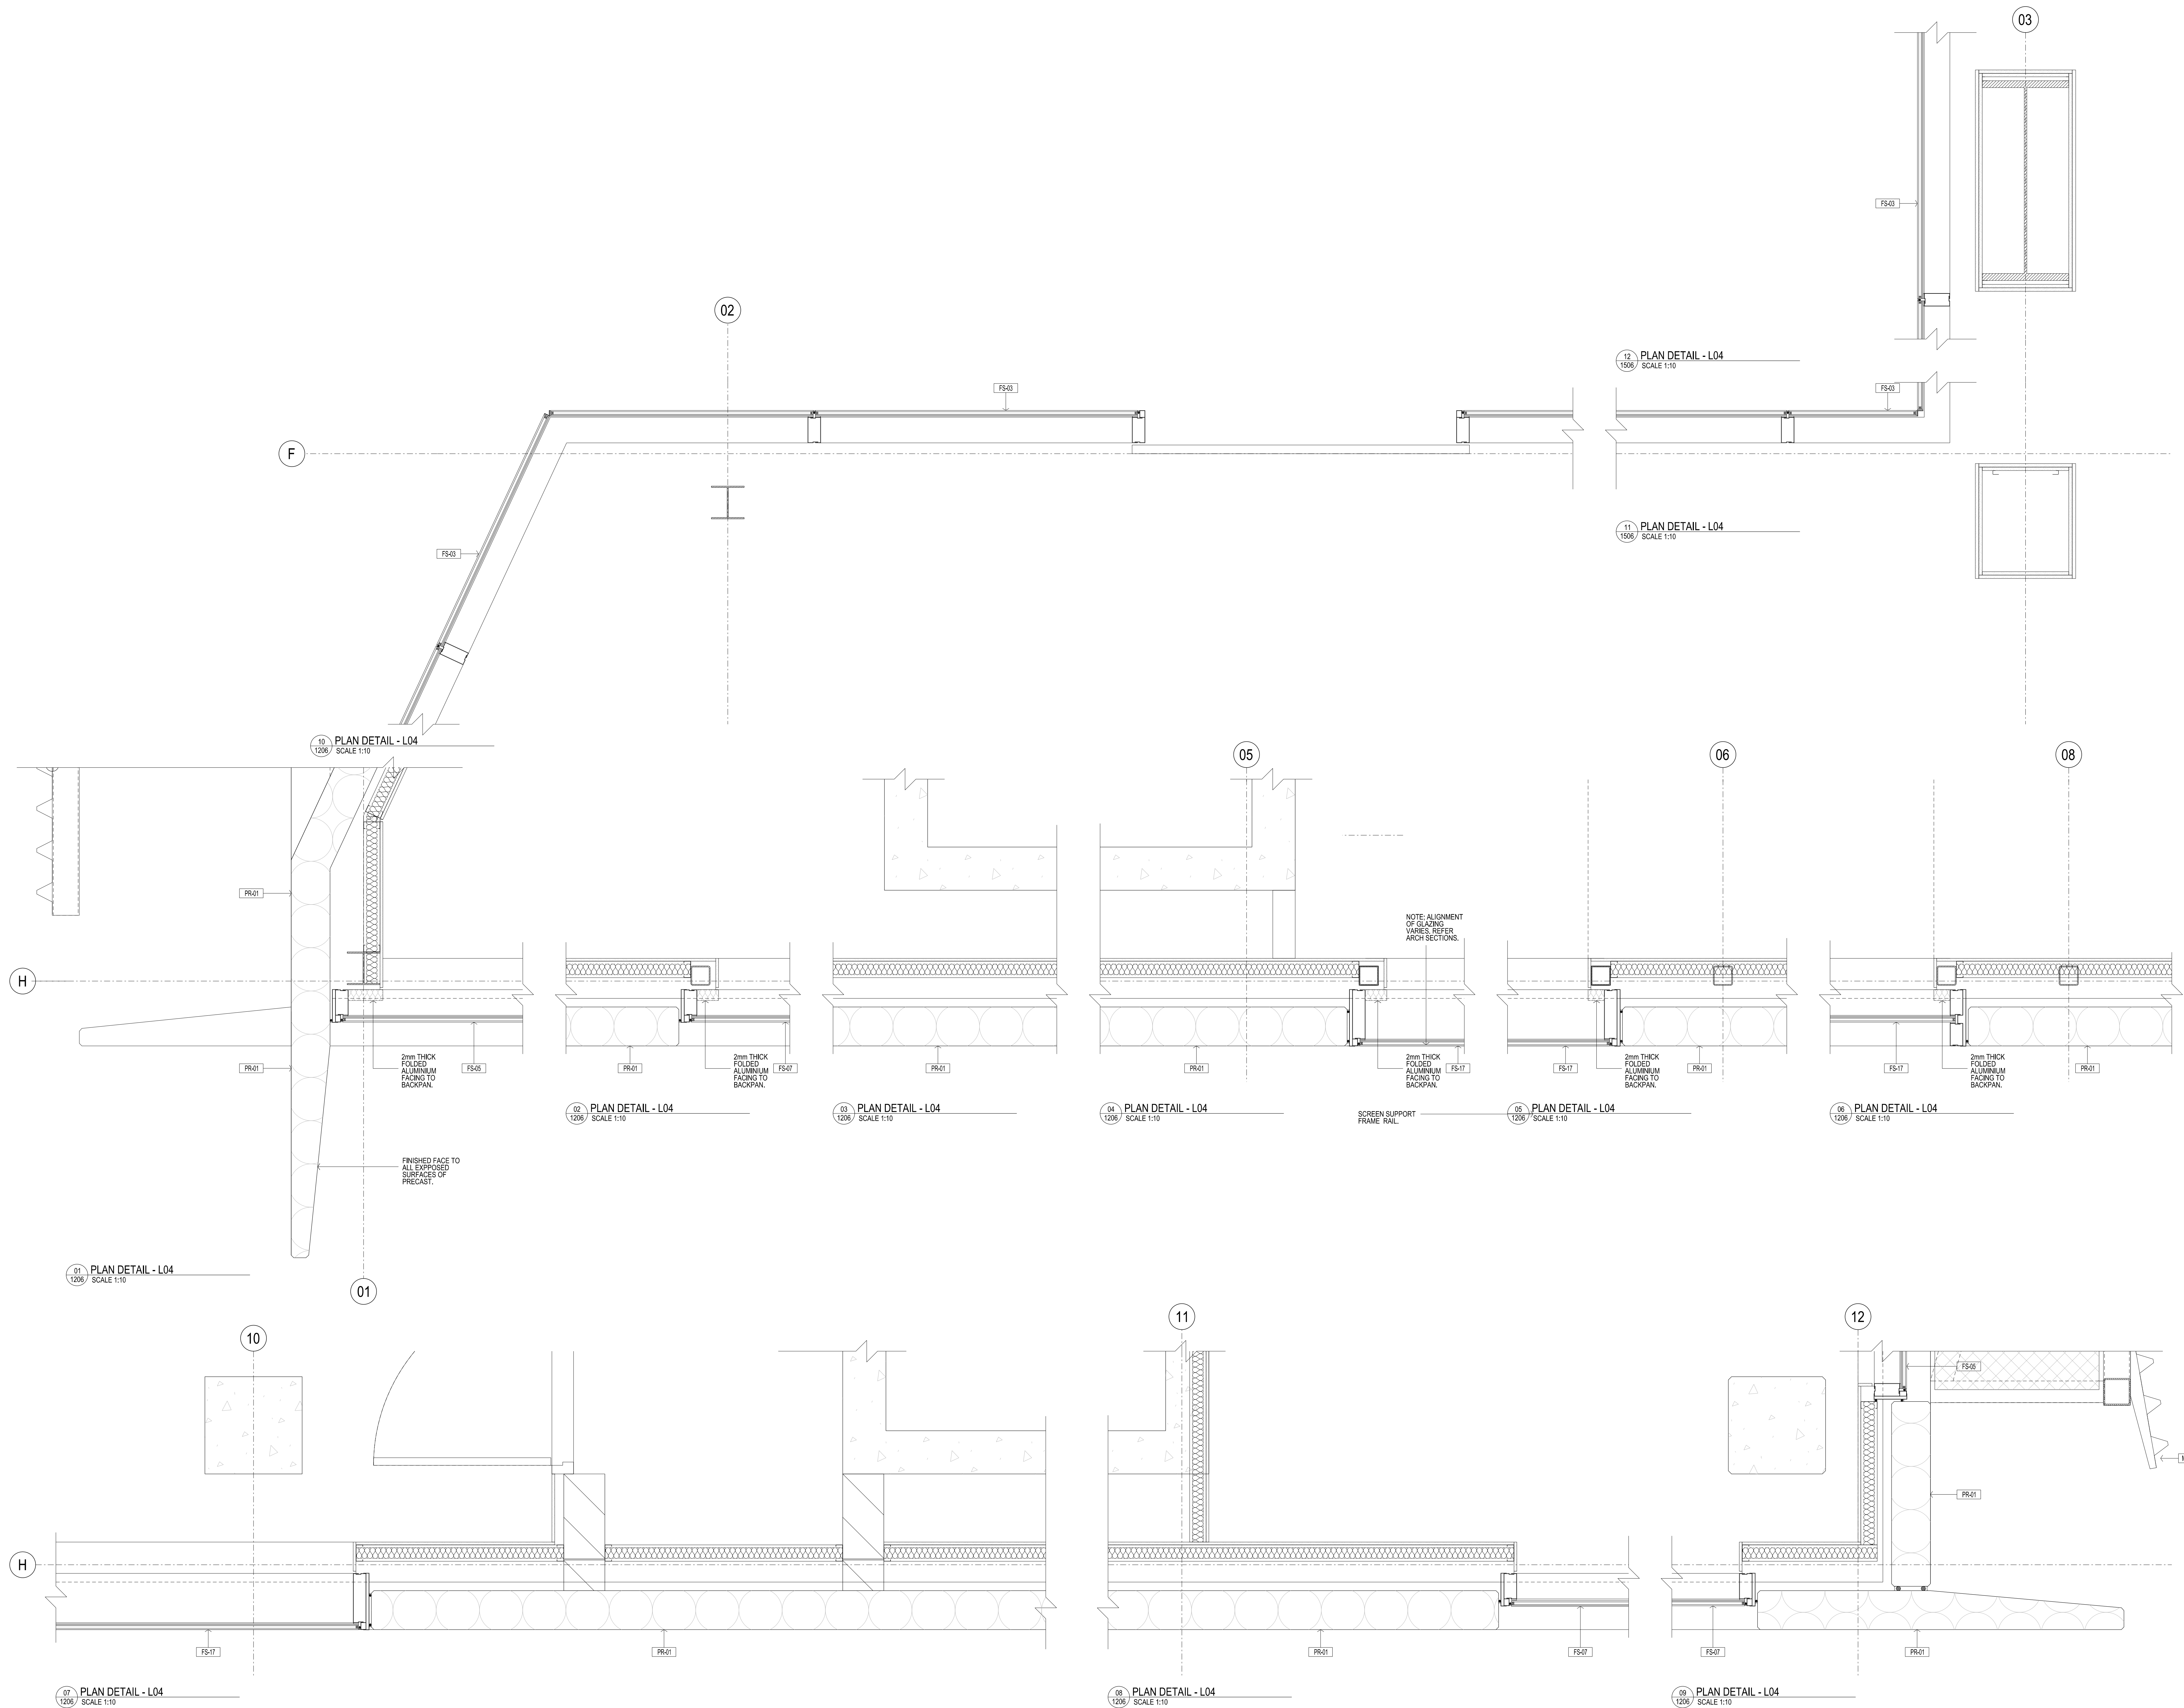 03
FS-03
02
12
1506
PLAN DETAIL - L04
SCALE 1:10
FS-03
FS-03
F
11
1506
PLAN DETAIL - L04
SCALE 1:10
FS-03
10
1206
PLAN DETAIL - L04
SCALE 1:10
05
06
08
PR-01
NOTE: ALIGNMENT
OF GLAZING
VARIES, REFER
ARCH SECTIONS.
H
PR-01
2mm THICK
FOLDED
ALUMINIUM
FACING TO
BACKPAN.
FS-05
PR-01
2mm THICK
FOLDED
ALUMINIUM
FACING TO
BACKPAN.
FS-07
PR-01
PR-01
2mm THICK
FOLDED
ALUMINIUM
FACING TO
BACKPAN.
FS-17
FS-17
2mm THICK
FOLDED
ALUMINIUM
FACING TO
BACKPAN.
PR-01
FS-17
2mm THICK
FOLDED
ALUMINIUM
FACING TO
BACKPAN.
PR-01
02
1206
PLAN DETAIL - L04
SCALE 1:10
03
1206
PLAN DETAIL - L04
SCALE 1:10
04
1206
PLAN DETAIL - L04
SCALE 1:10
SCREEN SUPPORT
FRAME RAIL.
05
1206
PLAN DETAIL - L04
SCALE 1:10
06
1206
PLAN DETAIL - L04
SCALE 1:10
FINISHED FACE TO
ALL EXPPOSED
SURFACES OF
PRECAST.
01
1206
PLAN DETAIL - L04
SCALE 1:10
01
10
11
12
FS-05
PR-01
H
FS-17
PR-01
PR-01
FS-07
FS-07
PR-01
07
1206
PLAN DETAIL - L04
SCALE 1:10
08
1206
PLAN DETAIL - L04
SCALE 1:10
09
1206
PLAN DETAIL - L04
SCALE 1:10